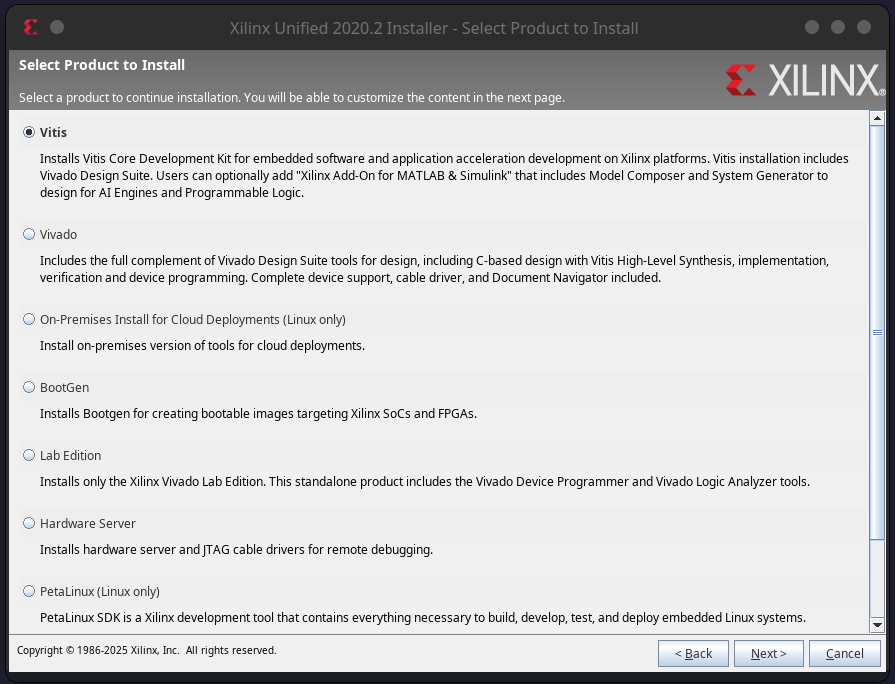 Xilinx Unified 2020.2 Installer - Select Product to Install
Select Product to Install
Select a product to continue installation. You will be able to customize the content in the next page.
XILINX®
Vitis
Installs Vitis Core Development Kit for embedded software and application acceleration development on Xilinx platforms. Vitis installation includes
Vivado Design Suite. Users can optionally add "Xilinx Add-On for MATLAB & Simulink" that includes Model Composer and System Generator to
design for AI Engines and Programmable Logic.
Vivado
Includes the full complement of Vivado Design Suite tools for design, including C-based design with Vitis High-Level Synthesis, implementation,
verification and device programming. Complete device support, cable driver, and Document Navigator included.
On-Premises Install for Cloud Deployments (Linux only)
Install on-premises version of tools for cloud deployments.
BootGen
Installs Bootgen for creating bootable images targeting Xilinx SoCs and FPGAs.
Lab Edition
Installs only the Xilinx Vivado Lab Edition. This standalone product includes the Vivado Device Programmer and Vivado Logic Analyzer tools.
Hardware Server
Installs hardware server and JTAG cable drivers for remote debugging.
PetaLinux (Linux only)
PetaLinux SDK is a Xilinx development tool that contains everything necessary to build, develop, test, and deploy embedded Linux systems.
Copyright © 1986-2025 Xilinx, Inc.  All rights reserved.
< Back
Next >
Cancel